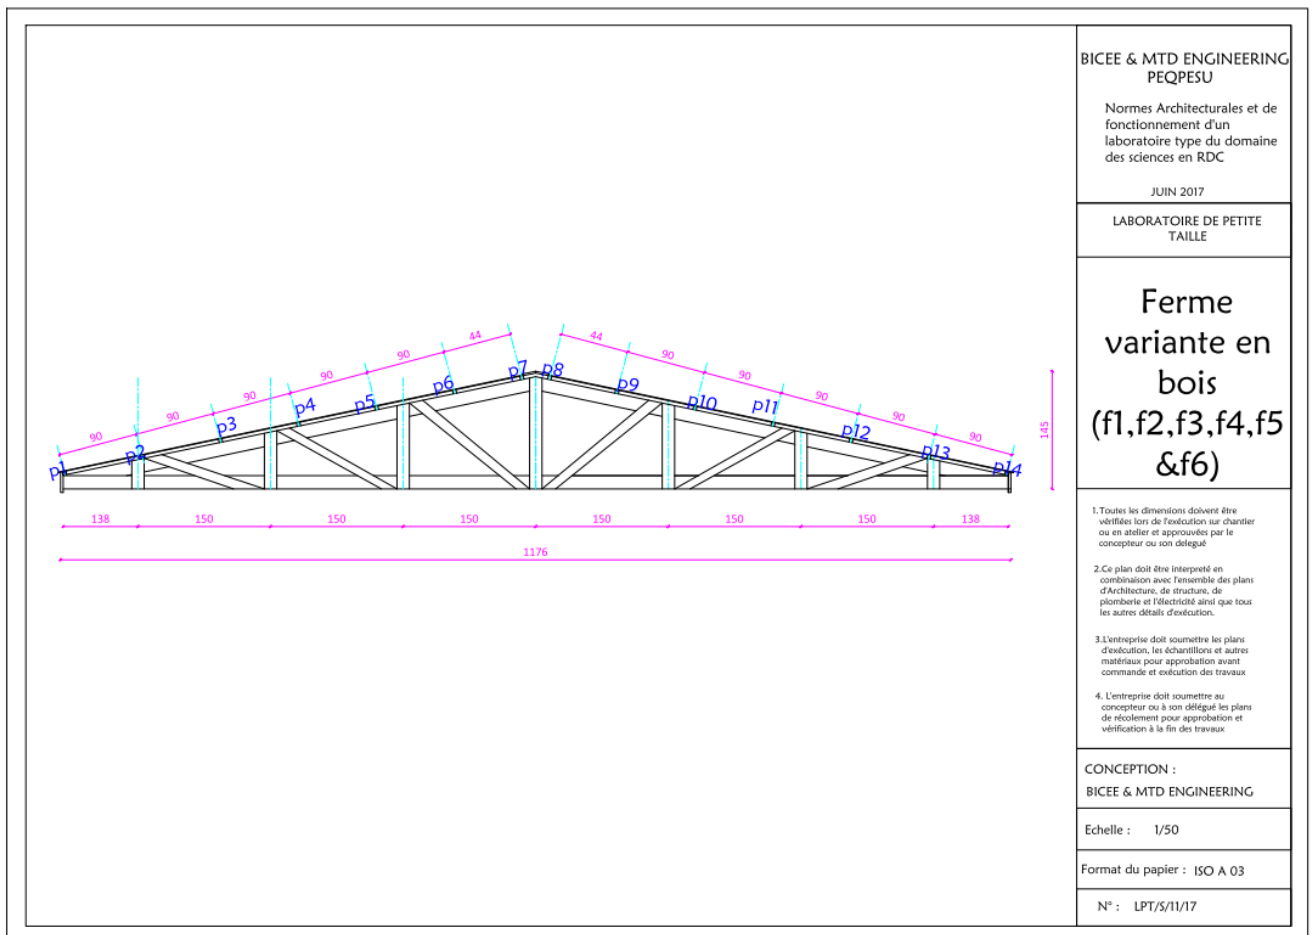 44
44
90
90
90
90
90
90
90
90
90
90
p1
p2
p3
p4
p5
p6
p7
p8
p9
p10
p11
p12
p13
p14
145
138
150
150
150
150
150
150
138
1176
BICEE & MTD ENGINEERING
PEQPESU
Normes Architecturales et de
fonctionnement d'un
laboratoire type du domaine
des sciences en RDC
JUIN 2017
LABORATOIRE DE PETITE
TAILLE
Ferme
variante en
bois
(f1,f2,f3,f4,f5
&f6)
1.Toutes les dimensions doivent être
vérifiées lors de l'exécution sur chantier
ou en atelier et approuvées par le
concepteur ou son delegué
2.Ce plan doit être interpreté en
combinaison avec l'ensemble des plans
d'Architecture, de structure, de
plomberie et l'électricité ainsi que tous
les autres détails d'exécution.
3.L'entreprise doit soumettre les plans
d'exécution, les échantillons et autres
matériaux pour approbation avant
commande et exécution des travaux
4. L'entreprise doit soumettre au
concepteur ou à son délégué les plans
de récolement pour approbation et
vérification à la fin des travaux
CONCEPTION :
BICEE & MTD ENGINEERING
Echelle : 1/50
Format du papier : ISO A 03
N° : LPT/S/11/17